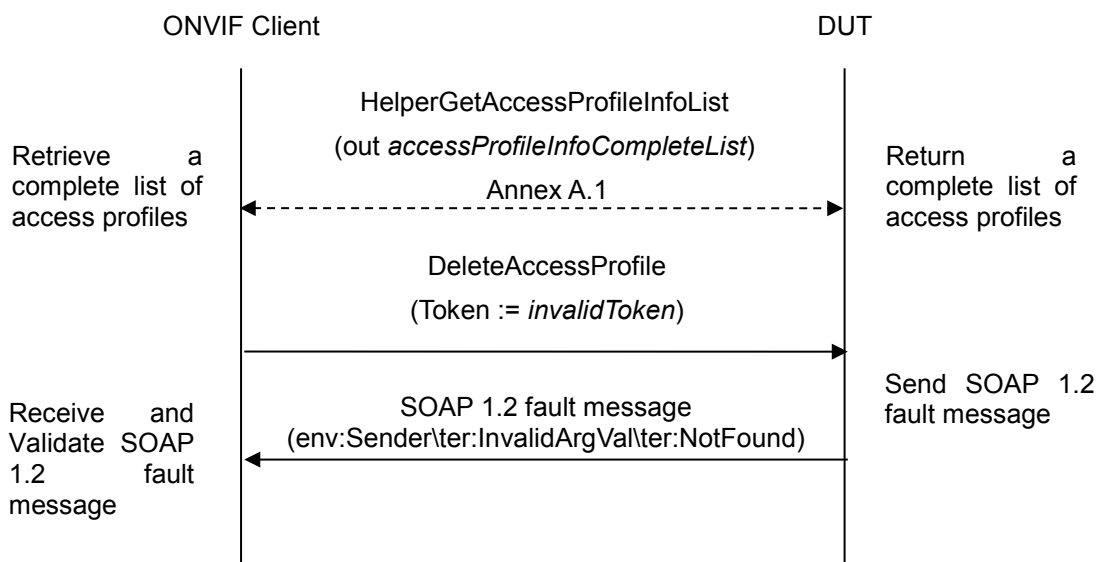 ONVIF Client
DUT
HelperGetAccessProfileInfoList
(out accessProfileInfoCompleteList)
Annex A.1
Retrieve a
complete list of
access profiles
Return a
complete list of
access profiles
DeleteAccessProfile
(Token := invalidToken)
SOAP 1.2 fault message
(env:Sender\ter:InvalidArgVal\ter:NotFound)
Send SOAP 1.2
fault message
Receive and
Validate SOAP
1.2 fault
message